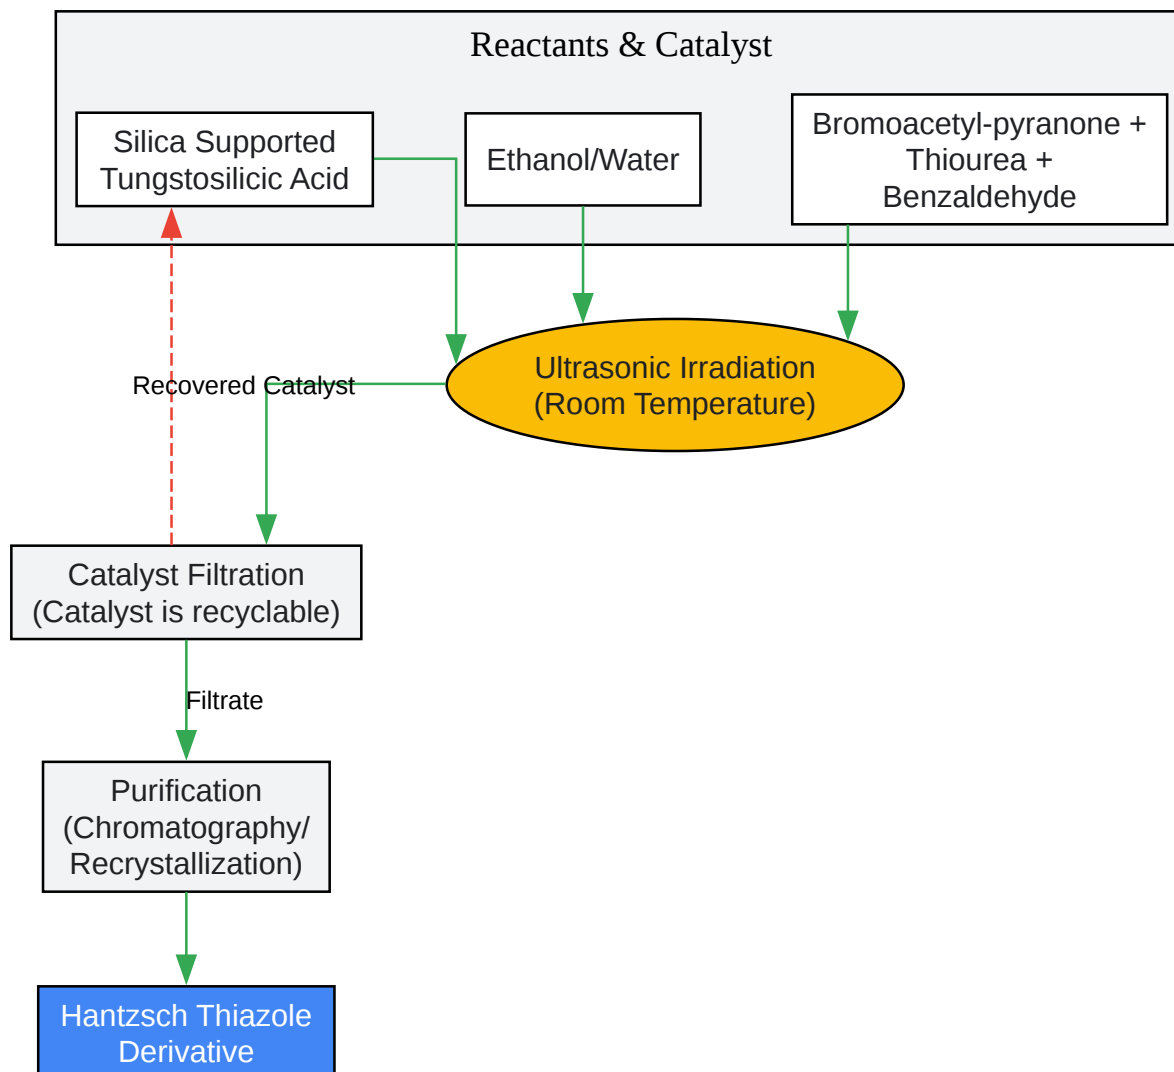 Reactants & Catalyst
Silica Supported
Tungstosilicic Acid
Ethanol/Water
Bromoacetyl-pyranone +
Thiourea +
Benzaldehyde
Ultrasonic Irradiation
(Room Temperature)
Recovered Catalyst
Catalyst Filtration
(Catalyst is recyclable)
Filtrate
Purification
(Chromatography/
Recrystallization)
Hantzsch Thiazole
Derivative